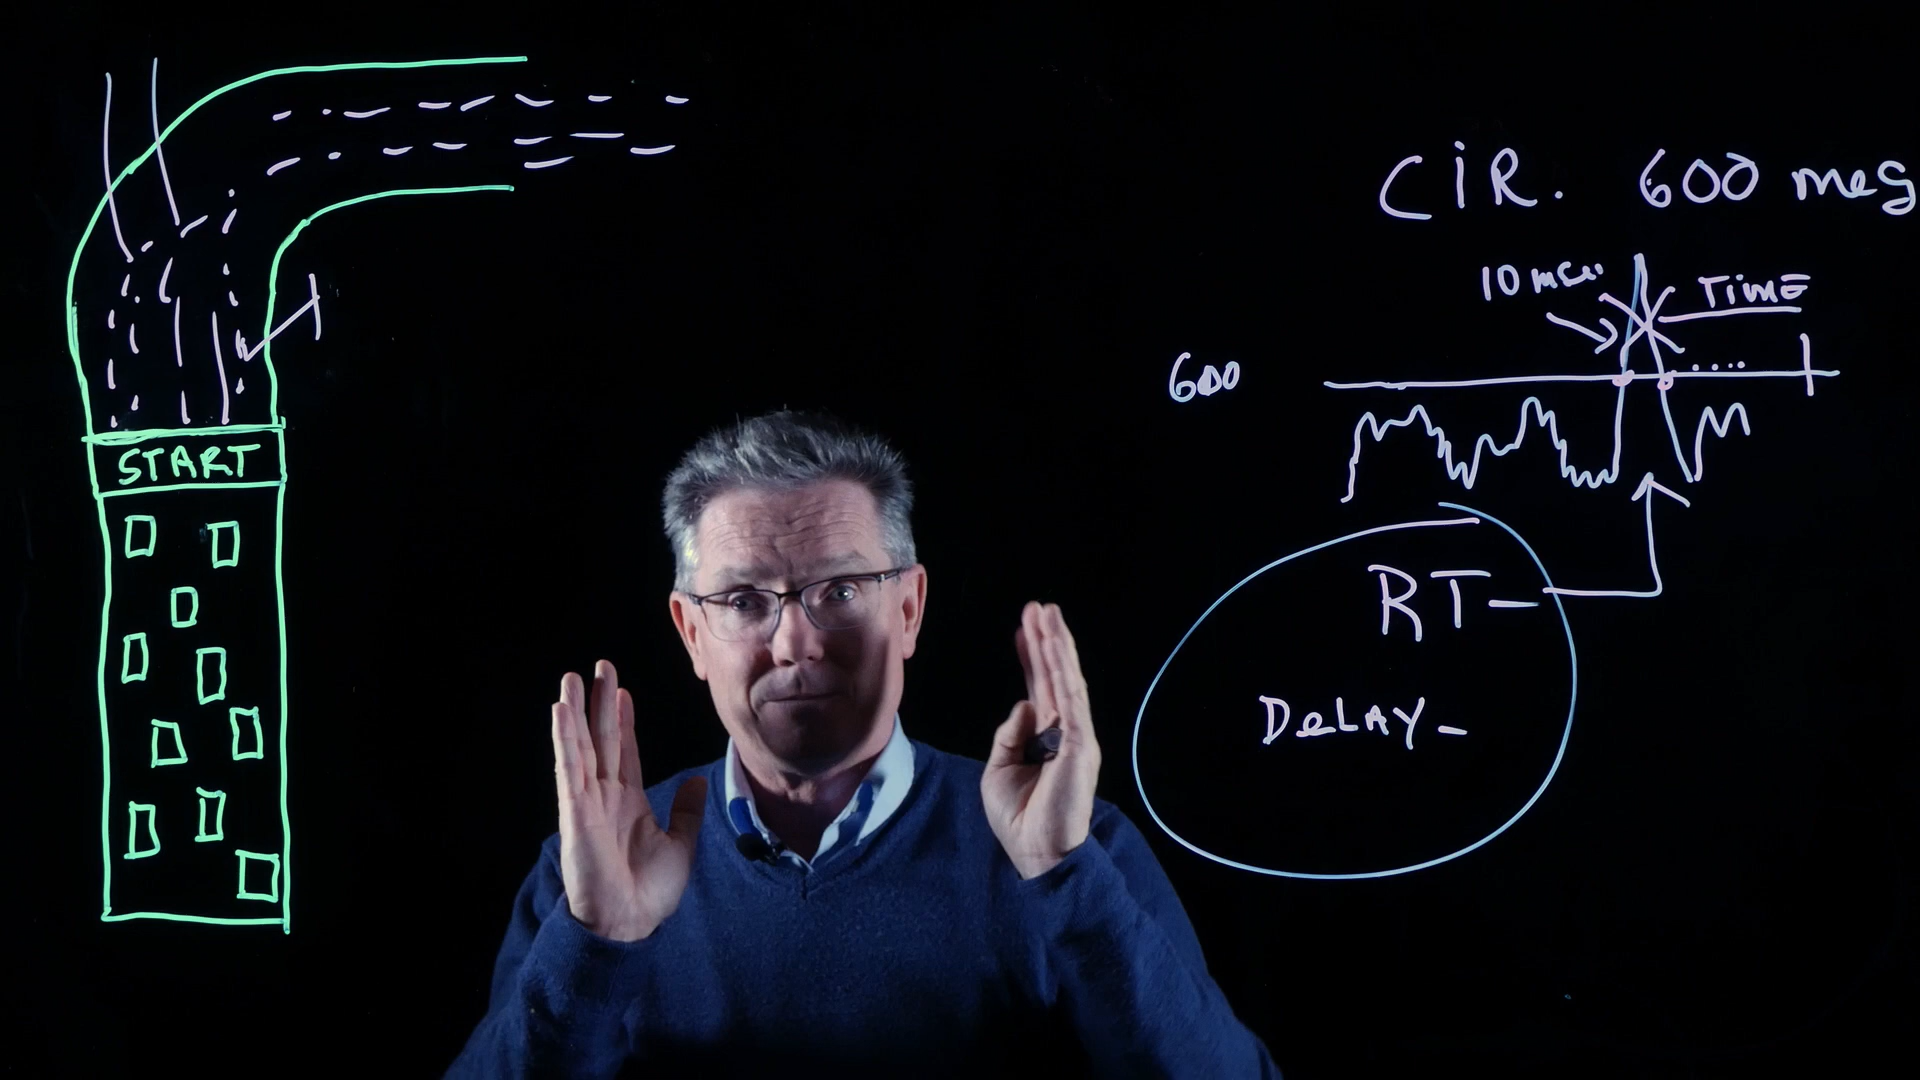 START
CIR. 600 meg
10 msec
TIME
600
RT-
DeLAY-